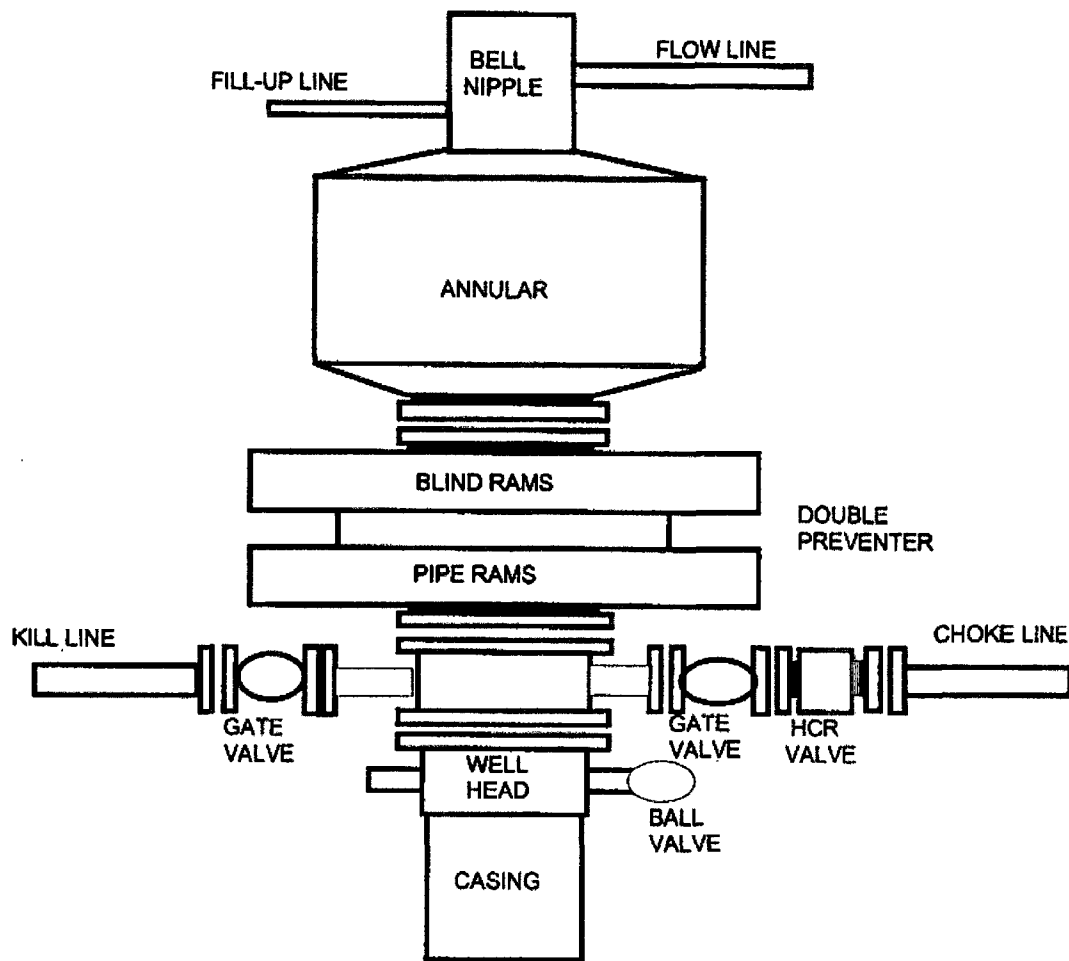 BELL
NIPPLE
FLOW LINE
FILL-UP LINE
ANNULAR
BLIND RAMS
DOUBLE
PREVENTER
PIPE RAMS
KILL LINE
CHOKE LINE
GATE
VALVE
GATE
VALVE
HCR
VALVE
WELL
HEAD
BALL
VALVE
CASING